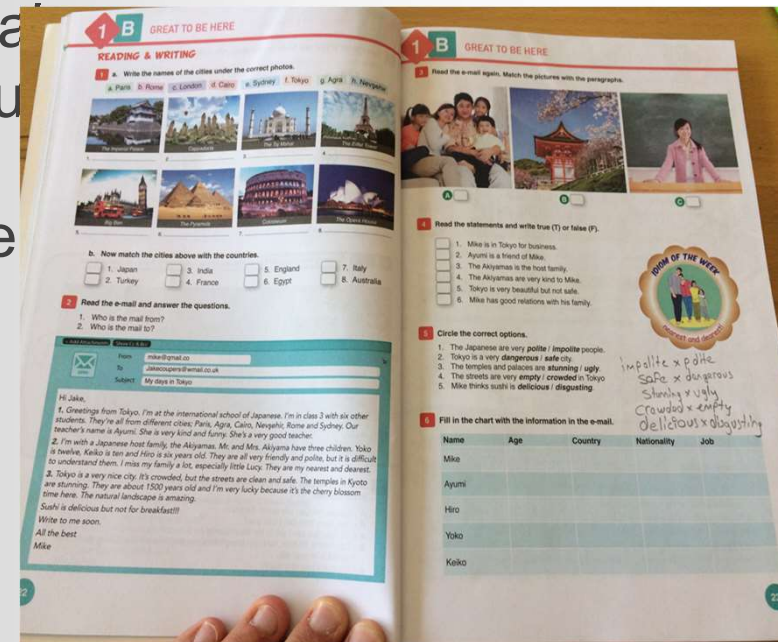 a
u
e
1 B GREAT TO BE HERE
READING & WRITING
1 a. Write the names of the cities under the correct photos.
a. Paris b. Rome c. London d. Cairo e. Sydney f. Tokyo g. Agra h. Nevşehir
The Imperial Palace
Cappadocia
The Taj Mahal
The Eiffel Tower
1. 2. 3. 4.
Big Ben
The Pyramids
Colosseum
The Opera House
5. 6. 7. 8.
b. Now match the cities above with the countries.
1. Japan 3. India 5. England 7. Italy
2. Turkey 4. France 6. Egypt 8. Australia
2 Read the e-mail and answer the questions.
1. Who is the mail from?
2. Who is the mail to?
From mike@qmail.co
To Jakecoupers@wmail.co.uk
Subject My days in Tokyo
Hi Jake,
1. Greetings from Tokyo. I'm at the international school of Japanese. I'm in class 3 with six other
students. They're all from different cities; Paris, Agra, Cairo, Nevşehir, Rome and Sydney. Our
teacher's name is Ayumi. She is very kind and funny. She's a very good teacher.
2. I'm with a Japanese host family, the Akiyamas. Mr. and Mrs. Akiyama have three children. Yoko
is twelve, Keiko is ten and Hiro is six years old. They are all very friendly and polite, but it is difficult
to understand them. I miss my family a lot, especially little Lucy. They are my nearest and dearest.
3. Tokyo is a very nice city. It's crowded, but the streets are clean and safe. The temples in Kyoto
are stunning. They are about 1500 years old and I'm very lucky because it's the cherry blossom
time here. The natural landscape is amazing.
Sushi is delicious but not for breakfast!!!
Write to me soon.
All the best
Mike
22
1 B GREAT TO BE HERE
3 Read the e-mail again. Match the pictures with the paragraphs.
A B C
4 Read the statements and write true (T) or false (F).
1. Mike is in Tokyo for business.
2. Ayumi is a friend of Mike.
3. The Akiyamas is the host family.
4. The Akiyamas are very kind to Mike.
5. Tokyo is very beautiful but not safe.
6. Mike has good relations with his family.
IDIOM OF THE WEEK
nearest and dearest
5 Circle the correct options.
1. The Japanese are very polite / impolite people.
2. Tokyo is a very dangerous / safe city.
3. The temples and palaces are stunning / ugly.
4. The streets are very empty / crowded in Tokyo
5. Mike thinks sushi is delicious / disgusting.
impolite x polite
safe x dangerous
Stunning x ugly
Crowded x empty
delicious x disgusting
6 Fill in the chart with the information in the e-mail.
Name Age Country Nationality Job
Mike
Ayumi
Hiro
Yoko
Keiko